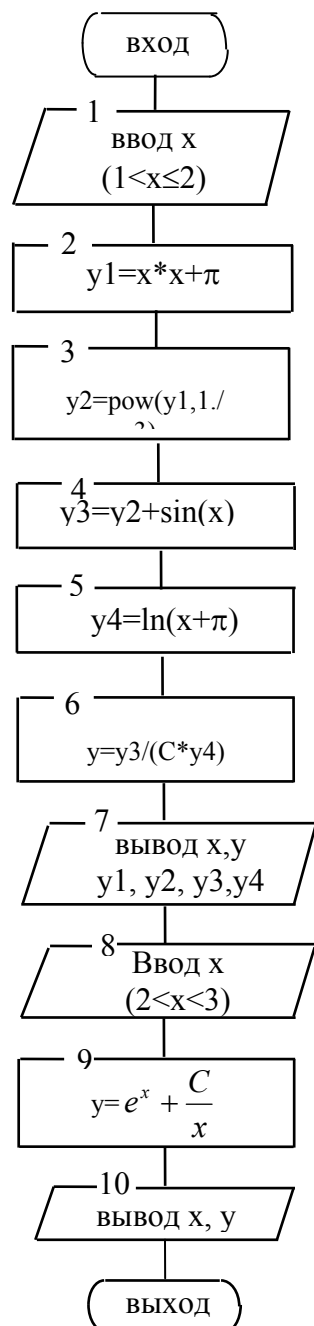 вход
1
ввод x
(1<x≤2)
2
y1=x*x+π
3
y2=pow(y1,1./
3)
4
y3=y2+sin(x)
5
y4=ln(x+π)
6
y=y3/(C*y4)
7
вывод x,y
y1, y2, y3,y4
8
Ввод x
(2<x<3)
9
y= e^x + C/x
10
вывод x, y
выход